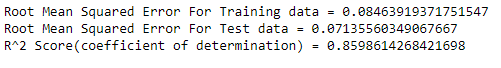 Root Mean Squared Error For Training data = 0.08463919371751547
Root Mean Squared Error For Test data = 0.07135560349067667
R^2 Score(coefficient of determination) = 0.8598614268421698